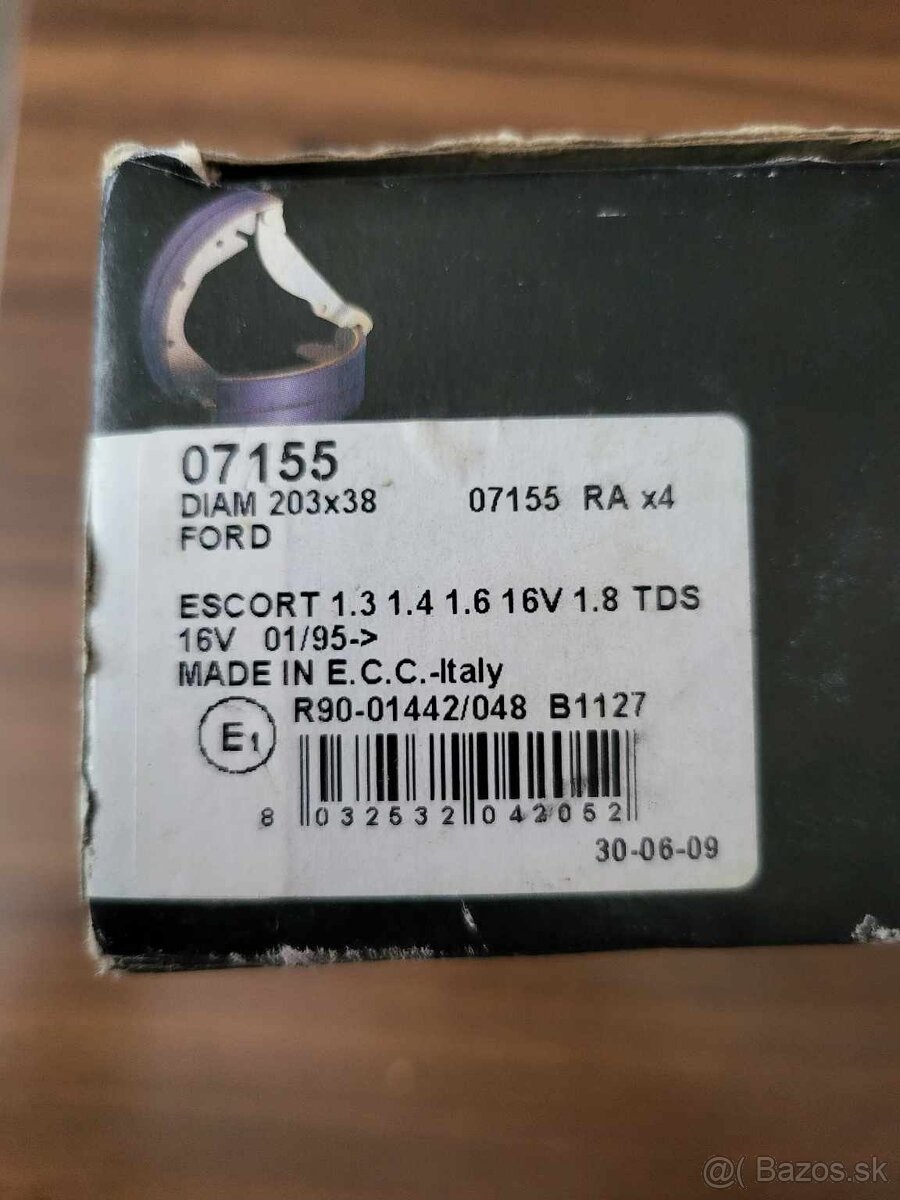 07155
DIAM 203x38 07155 RA x4
FORD
ESCORT 1.3 1.4 1.6 16V 1.8 TDS
16V 01/95->
MADE IN E.C.C.-Italy
E1 R90-01442/048 B1127
8 032532 042052
30-06-09
@( Bazos.sk